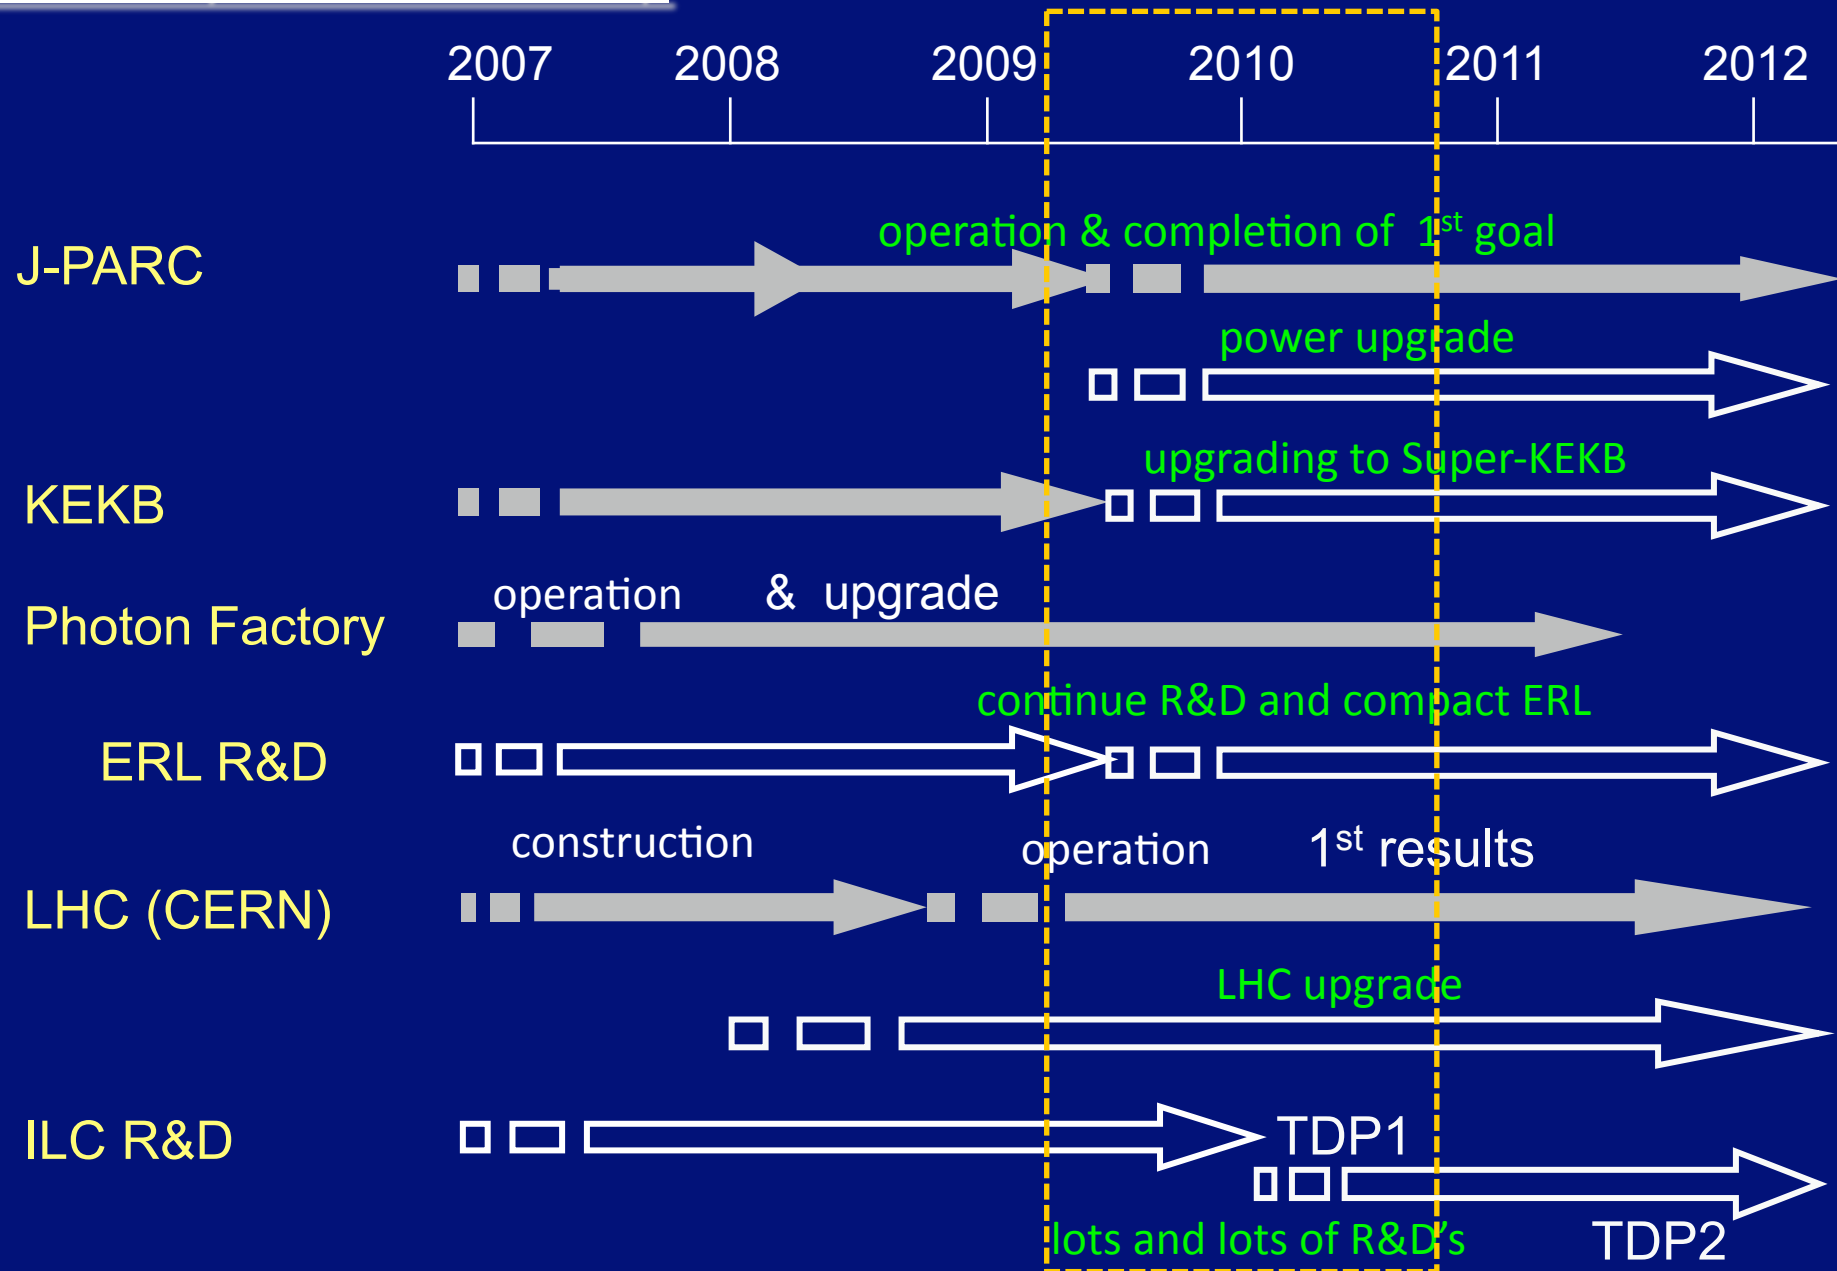 2007 2008 2009 2010 2011 2012
operation & completion of 1st goal
J-PARC
power upgrade
upgrading to Super-KEKB
KEKB
operation & upgrade
Photon Factory
continue R&D and compact ERL
ERL R&D
construction operation 1st results
LHC (CERN)
LHC upgrade
ILC R&D TDP1
lots and lots of R&D's TDP2